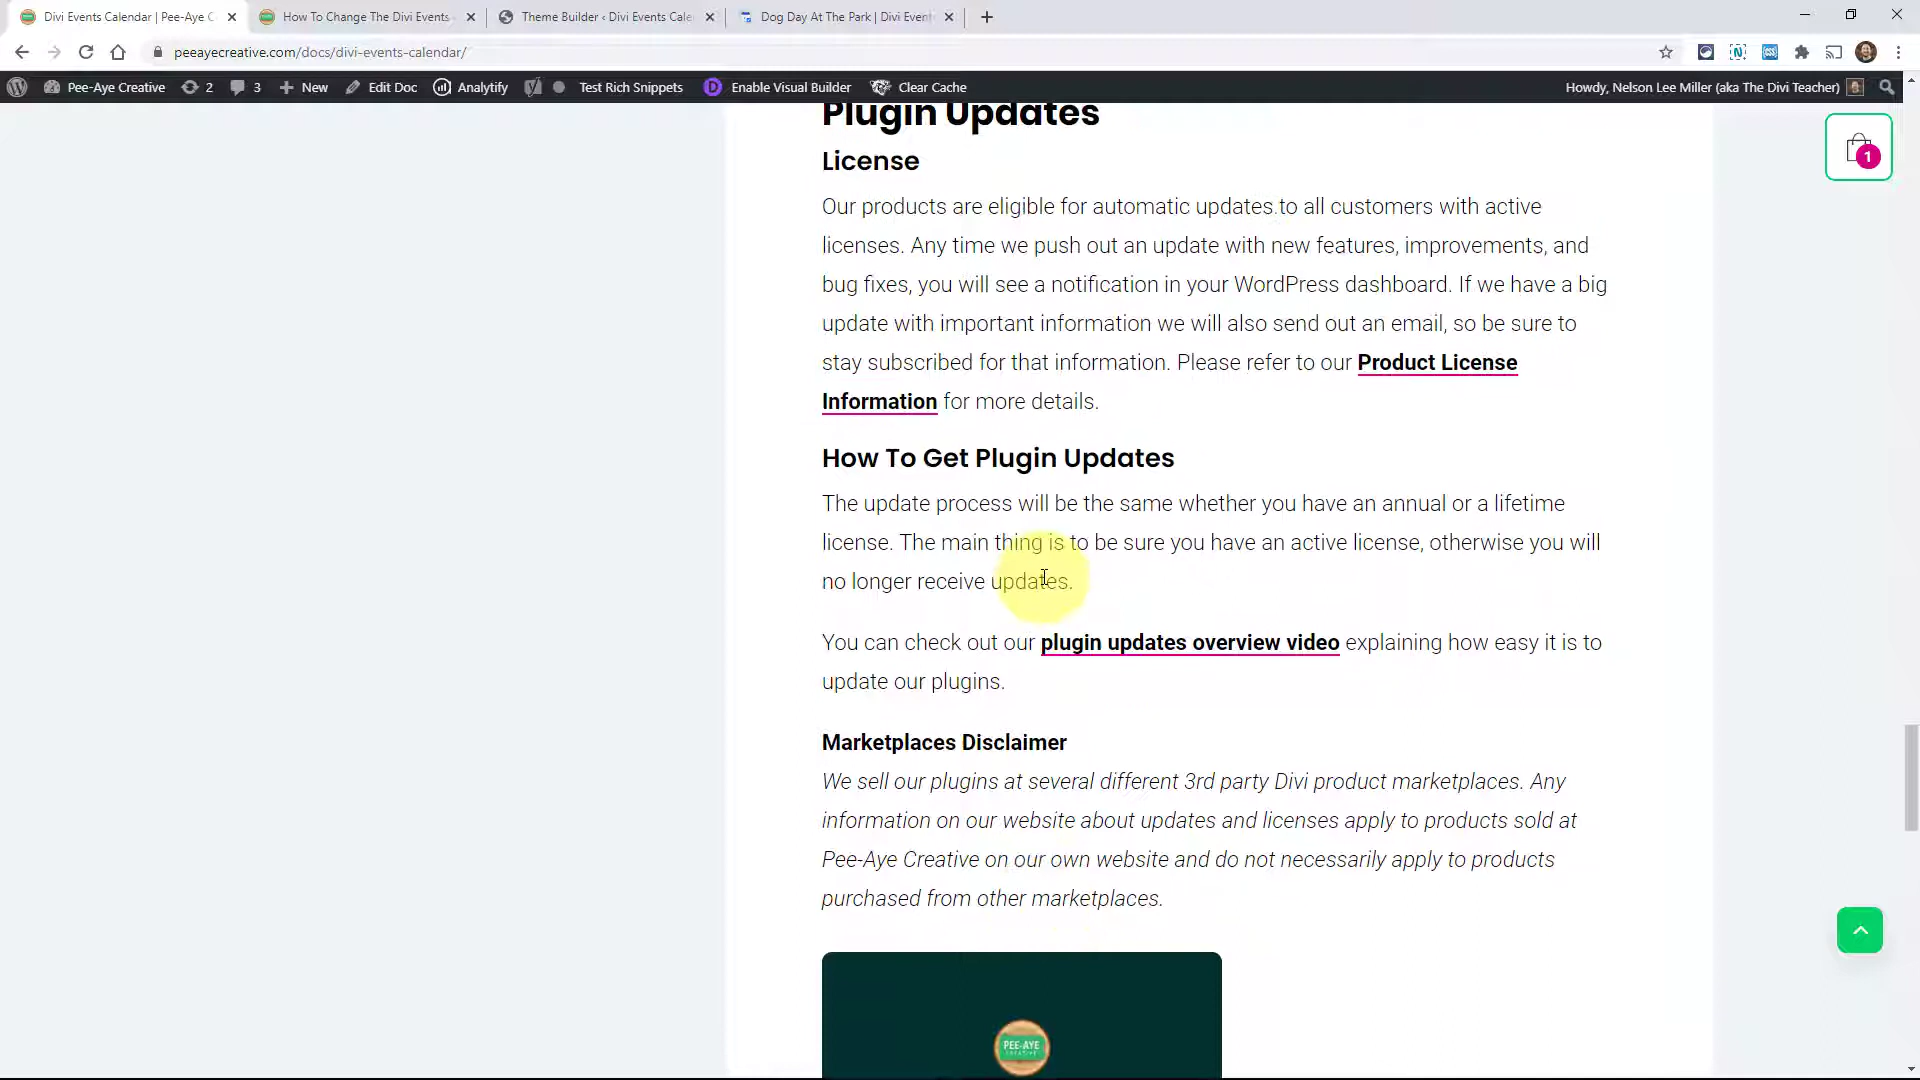 Divi Events Calendar | Pee-Aye C
How To Change The Divi Events
Theme Builder ‹ Divi Events Cale
Dog Day At The Park | Divi Event
peeayecreative.com/docs/divi-events-calendar/
Pee-Aye Creative 2 3 New Edit Doc Analytify Test Rich Snippets Enable Visual Builder Clear Cache Howdy, Nelson Lee Miller (aka The Divi Teacher)
1
Plugin Updates
License
Our products are eligible for automatic updates to all customers with active
licenses. Any time we push out an update with new features, improvements, and
bug fixes, you will see a notification in your WordPress dashboard. If we have a big
update with important information we will also send out an email, so be sure to
stay subscribed for that information. Please refer to our Product License
Information for more details.
How To Get Plugin Updates
The update process will be the same whether you have an annual or a lifetime
license. The main thing is to be sure you have an active license, otherwise you will
no longer receive updates.
You can check out our plugin updates overview video explaining how easy it is to
update our plugins.
Marketplaces Disclaimer
We sell our plugins at several different 3rd party Divi product marketplaces. Any
information on our website about updates and licenses apply to products sold at
Pee-Aye Creative on our own website and do not necessarily apply to products
purchased from other marketplaces.
PEE-AYE
CREATIVE